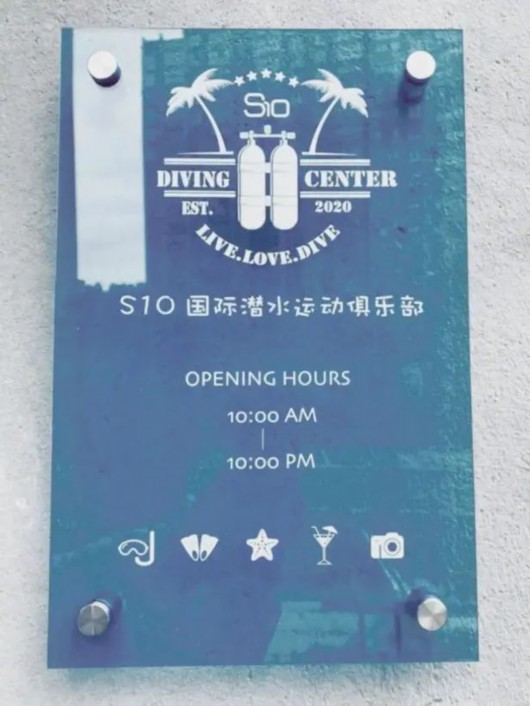 S10
DIVING CENTER
EST. 2020
LIVE.LOVE.DIVE
S10 国际潜水运动俱乐部
OPENING HOURS
10:00 AM
|
10:00 PM